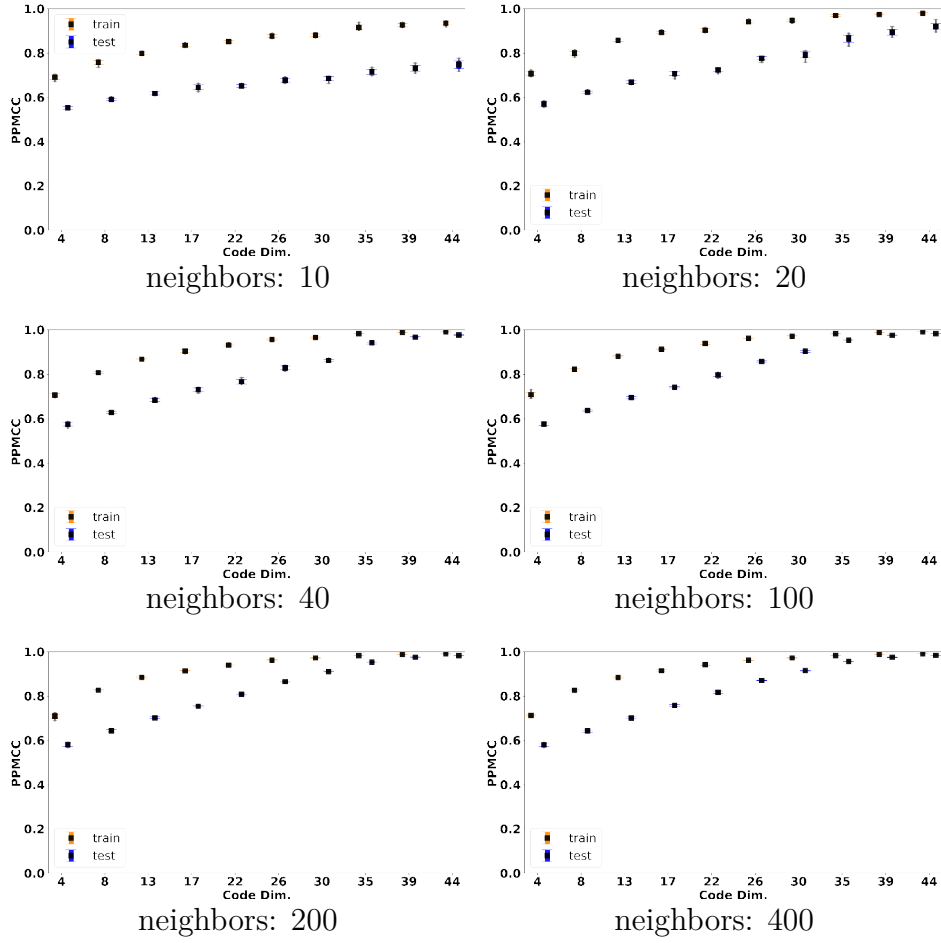 1.0
0.8
0.6
0.4
0.2
0.0
PPMCC
train
test
4 8 13 17 22 26 30 35 39 44
Code Dim.
neighbors: 10
1.0
0.8
0.6
0.4
0.2
0.0
PPMCC
train
test
4 8 13 17 22 26 30 35 39 44
Code Dim.
neighbors: 20
1.0
0.8
0.6
0.4
0.2
0.0
PPMCC
train
test
4 8 13 17 22 26 30 35 39 44
Code Dim.
neighbors: 40
1.0
0.8
0.6
0.4
0.2
0.0
PPMCC
train
test
4 8 13 17 22 26 30 35 39 44
Code Dim.
neighbors: 100
1.0
0.8
0.6
0.4
0.2
0.0
PPMCC
train
test
4 8 13 17 22 26 30 35 39 44
Code Dim.
neighbors: 200
1.0
0.8
0.6
0.4
0.2
0.0
PPMCC
train
test
4 8 13 17 22 26 30 35 39 44
Code Dim.
neighbors: 400